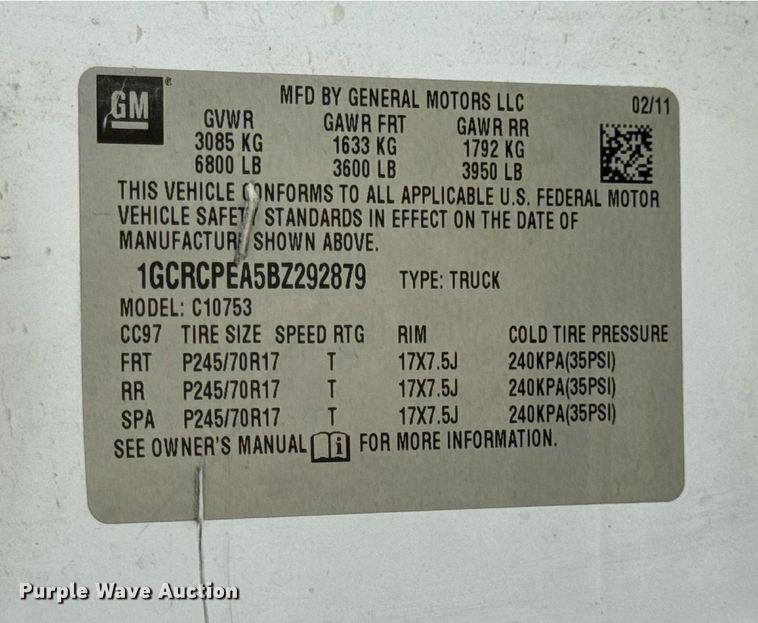 GM ®
MFD BY GENERAL MOTORS LLC 02/11
GVWR GAWR FRT GAWR RR
3085 KG 1633 KG 1792 KG
6800 LB 3600 LB 3950 LB
THIS VEHICLE CONFORMS TO ALL APPLICABLE U.S. FEDERAL MOTOR
VEHICLE SAFETY STANDARDS IN EFFECT ON THE DATE OF
MANUFACTURE SHOWN ABOVE.
1GCRCPEA5BZ292879 TYPE: TRUCK
MODEL: C10753
CC97 TIRE SIZE SPEED RTG RIM COLD TIRE PRESSURE
FRT P245/70R17 T 17X7.5J 240KPA(35PSI)
RR P245/70R17 T 17X7.5J 240KPA(35PSI)
SPA P245/70R17 T 17X7.5J 240KPA(35PSI)
SEE OWNER'S MANUAL i FOR MORE INFORMATION.
Purple Wave Auction